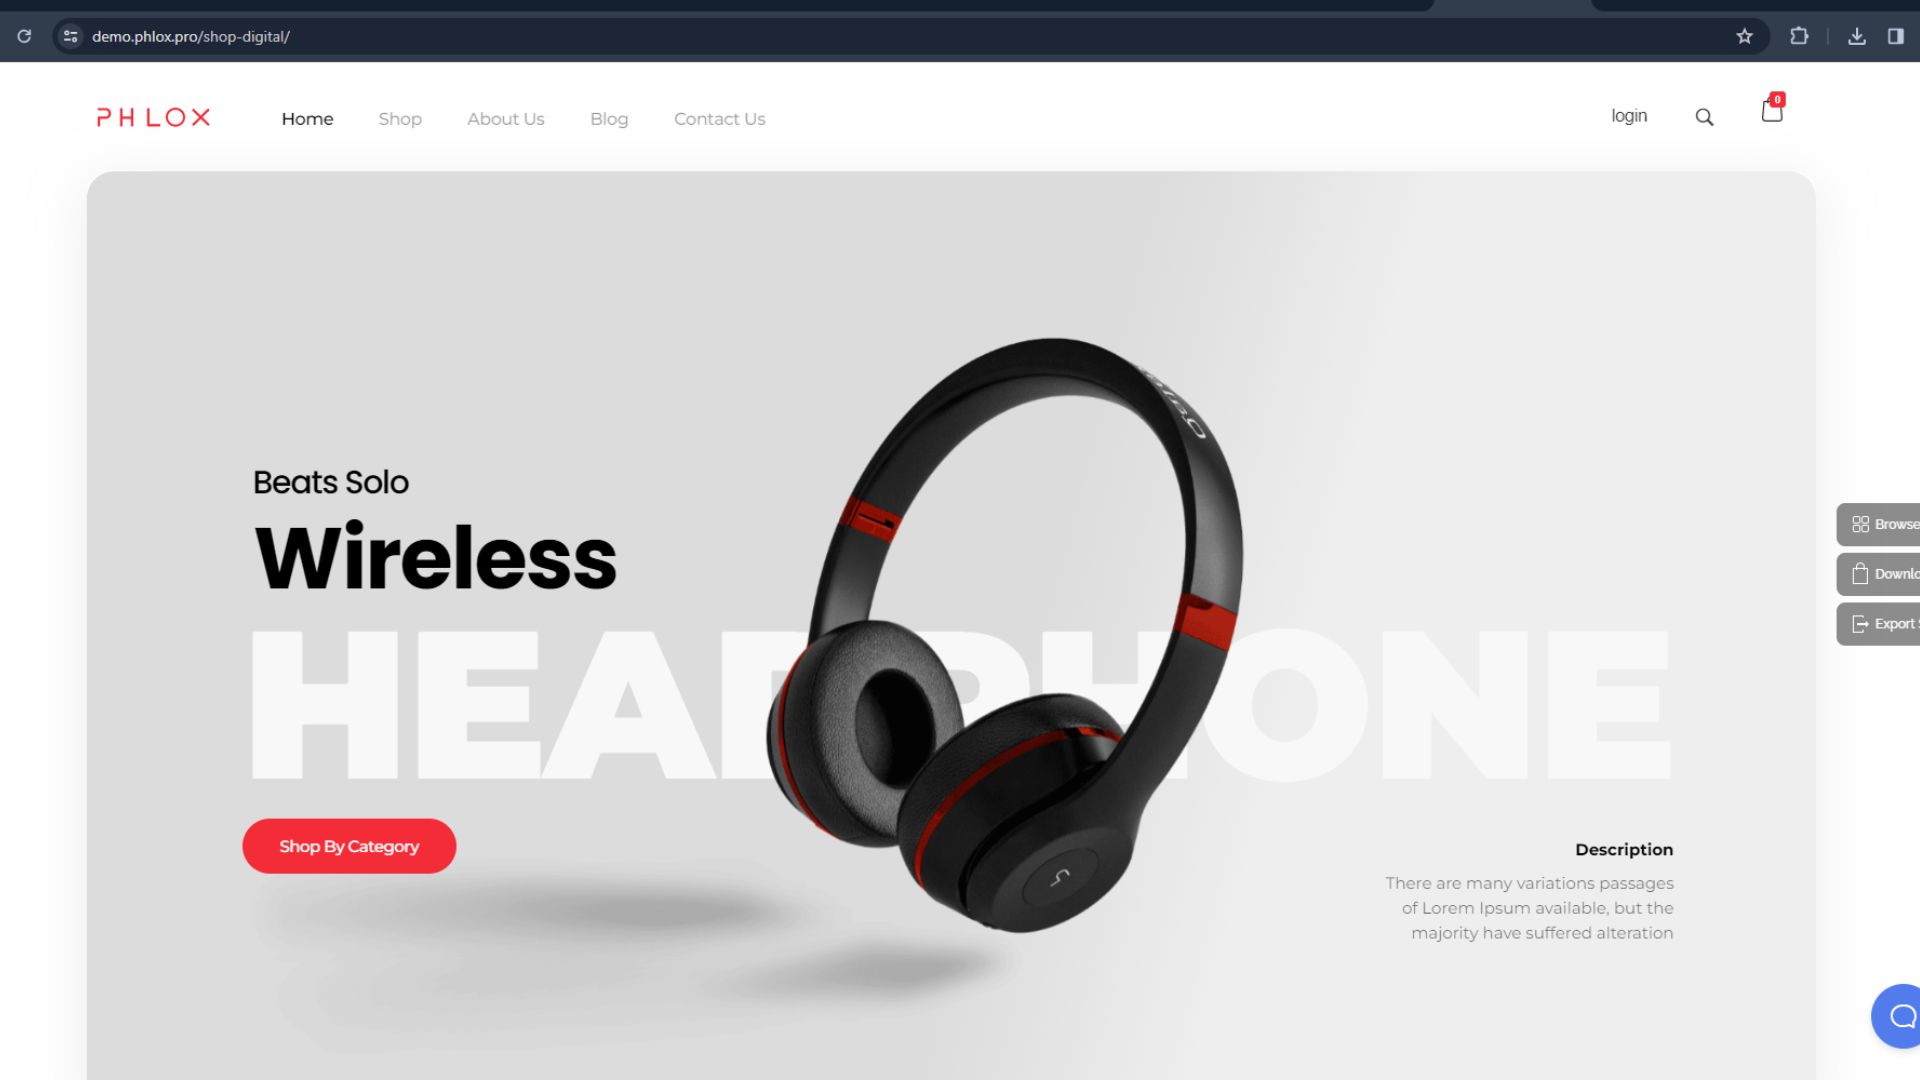 demo.phlox.pro/shop-digital/
PHLOX
Home
Shop
About Us
Blog
Contact Us
login
0
Beats Solo
Wireless
HEADPHONE
Shop By Category
Description
There are many variations passages
of Lorem Ipsum available, but the
majority have suffered alteration
Browse
Export